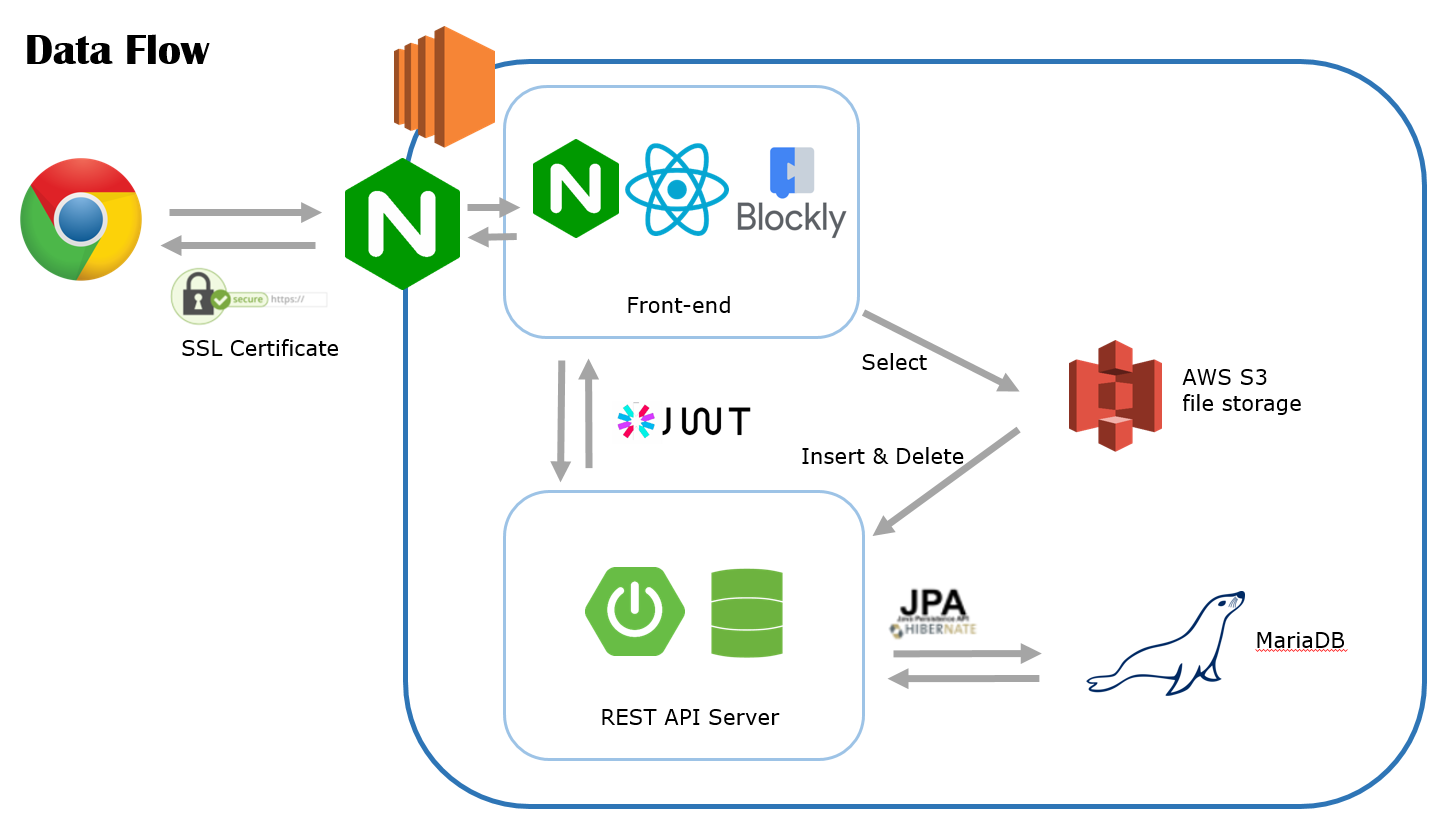 Data Flow
N
N
Blockly
Front-end
secure https://
SSL Certificate
Select
AWS S3
file storage
JWT
Insert & Delete
JPA
Java Persistence API
HIBERNATE
MariaDB
REST API Server